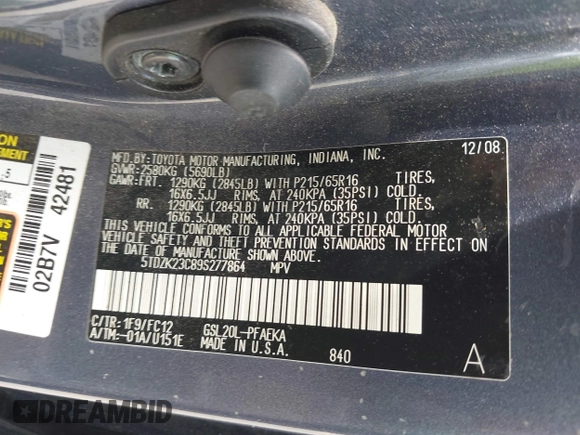 MFD.BY:TOYOTA MOTOR MANUFACTURING, INDIANA, INC. 12/08
GVWR:2580KG (5690LB)
GAWR:FRT. 1290KG (2845LB) WITH P215/65R16 TIRES,
16X6.5JJ RIMS, AT 240KPA (35PSI) COLD.
RR. 1290KG (2845LB) WITH P215/65R16 TIRES,
16X6.5JJ RIMS, AT 240KPA (35PSI) COLD.
THIS VEHICLE CONFORMS TO ALL APPLICABLE FEDERAL MOTOR
VEHICLE SAFETY AND THEFT PREVENTION STANDARDS IN EFFECT ON
THE DATE OF MANUFACTURE SHOWN ABOVE.
5TDZK23C89S277864 MPV
C/TR:1F9/FC12 GSL20L-PFAEKA
A/TM:-01A/U151E MADE IN U.S.A. 840 A
02B7V 42481
DREAMBID